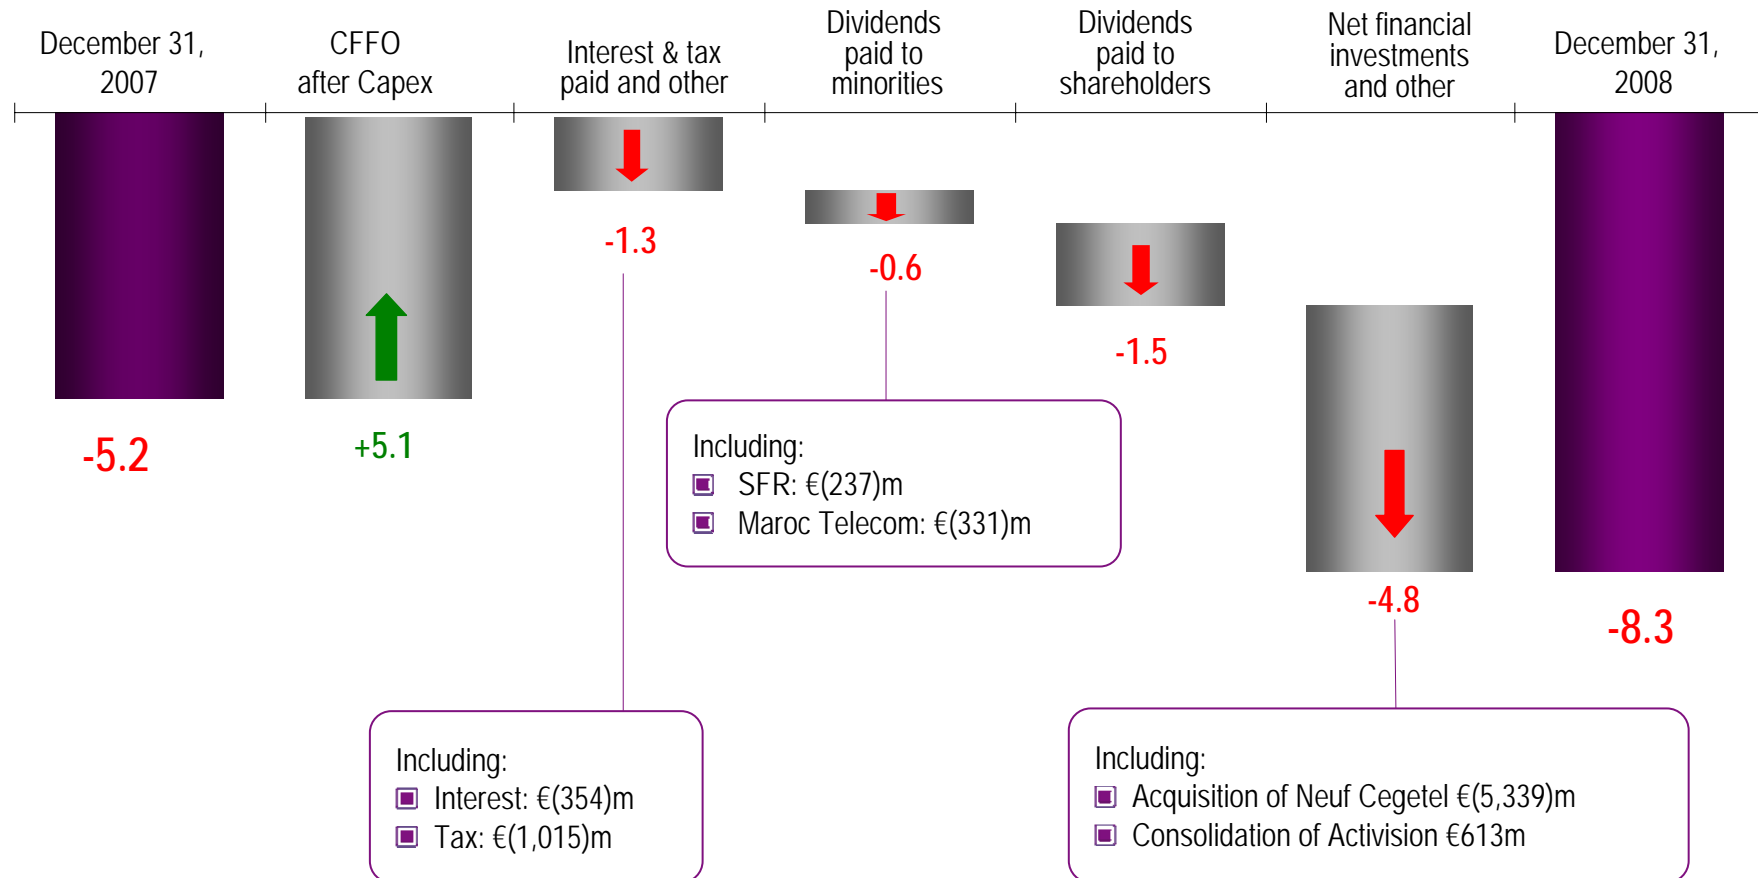 December 31,
2007
CFFO
after Capex
Interest & tax
paid and other
Dividends
paid to
minorities
Dividends
paid to
shareholders
Net financial
investments
and other
December 31,
2008
-5.2
+5.1
-1.3
-0.6
-1.5
-4.8
-8.3
Including:
SFR: €(237)m
Maroc Telecom: €(331)m
Including:
Interest: €(354)m
Tax: €(1,015)m
Including:
Acquisition of Neuf Cegetel €(5,339)m
Consolidation of Activision €613m